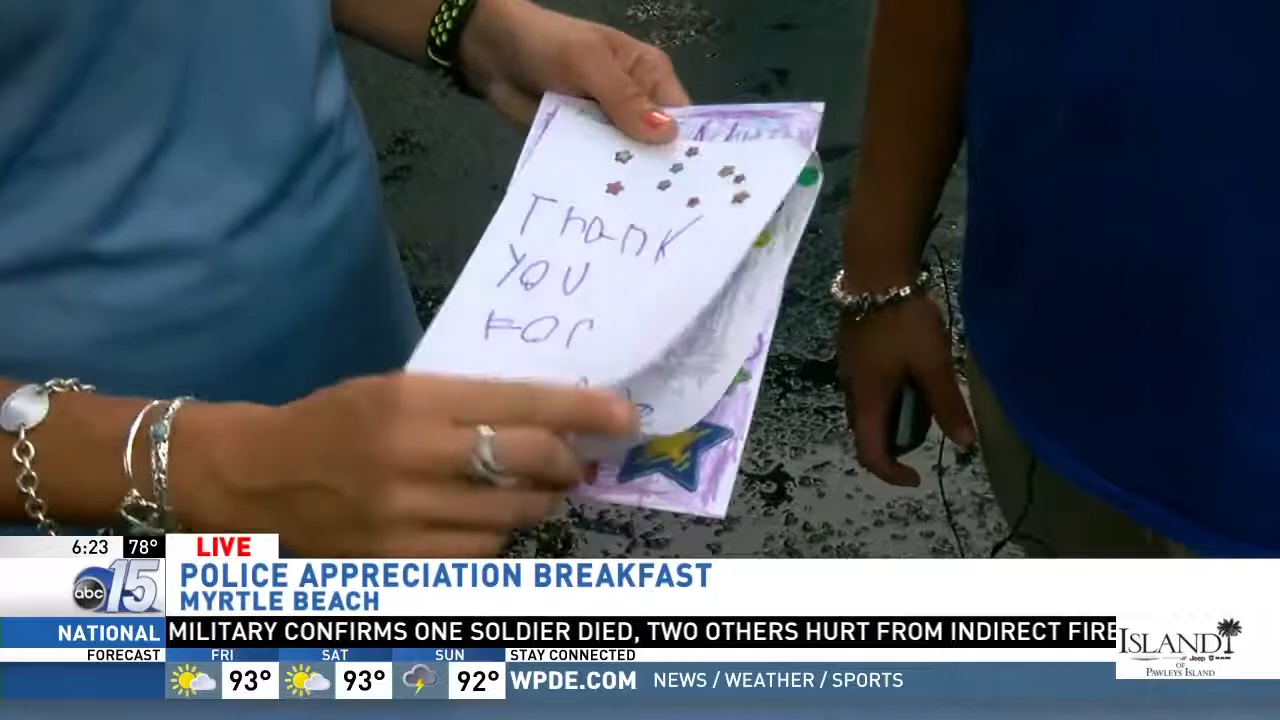 Thank
YOU
FOr
6:23 78° LIVE
abc 15
POLICE APPRECIATION BREAKFAST
MYRTLE BEACH
NATIONAL MILITARY CONFIRMS ONE SOLDIER DIED, TWO OTHERS HURT FROM INDIRECT FIRE
FORECAST FRI SAT SUN STAY CONNECTED
93° 93° 92° WPDE.COM NEWS / WEATHER / SPORTS
ISLAND
Jeep RAM
OF
PAWLEYS ISLAND